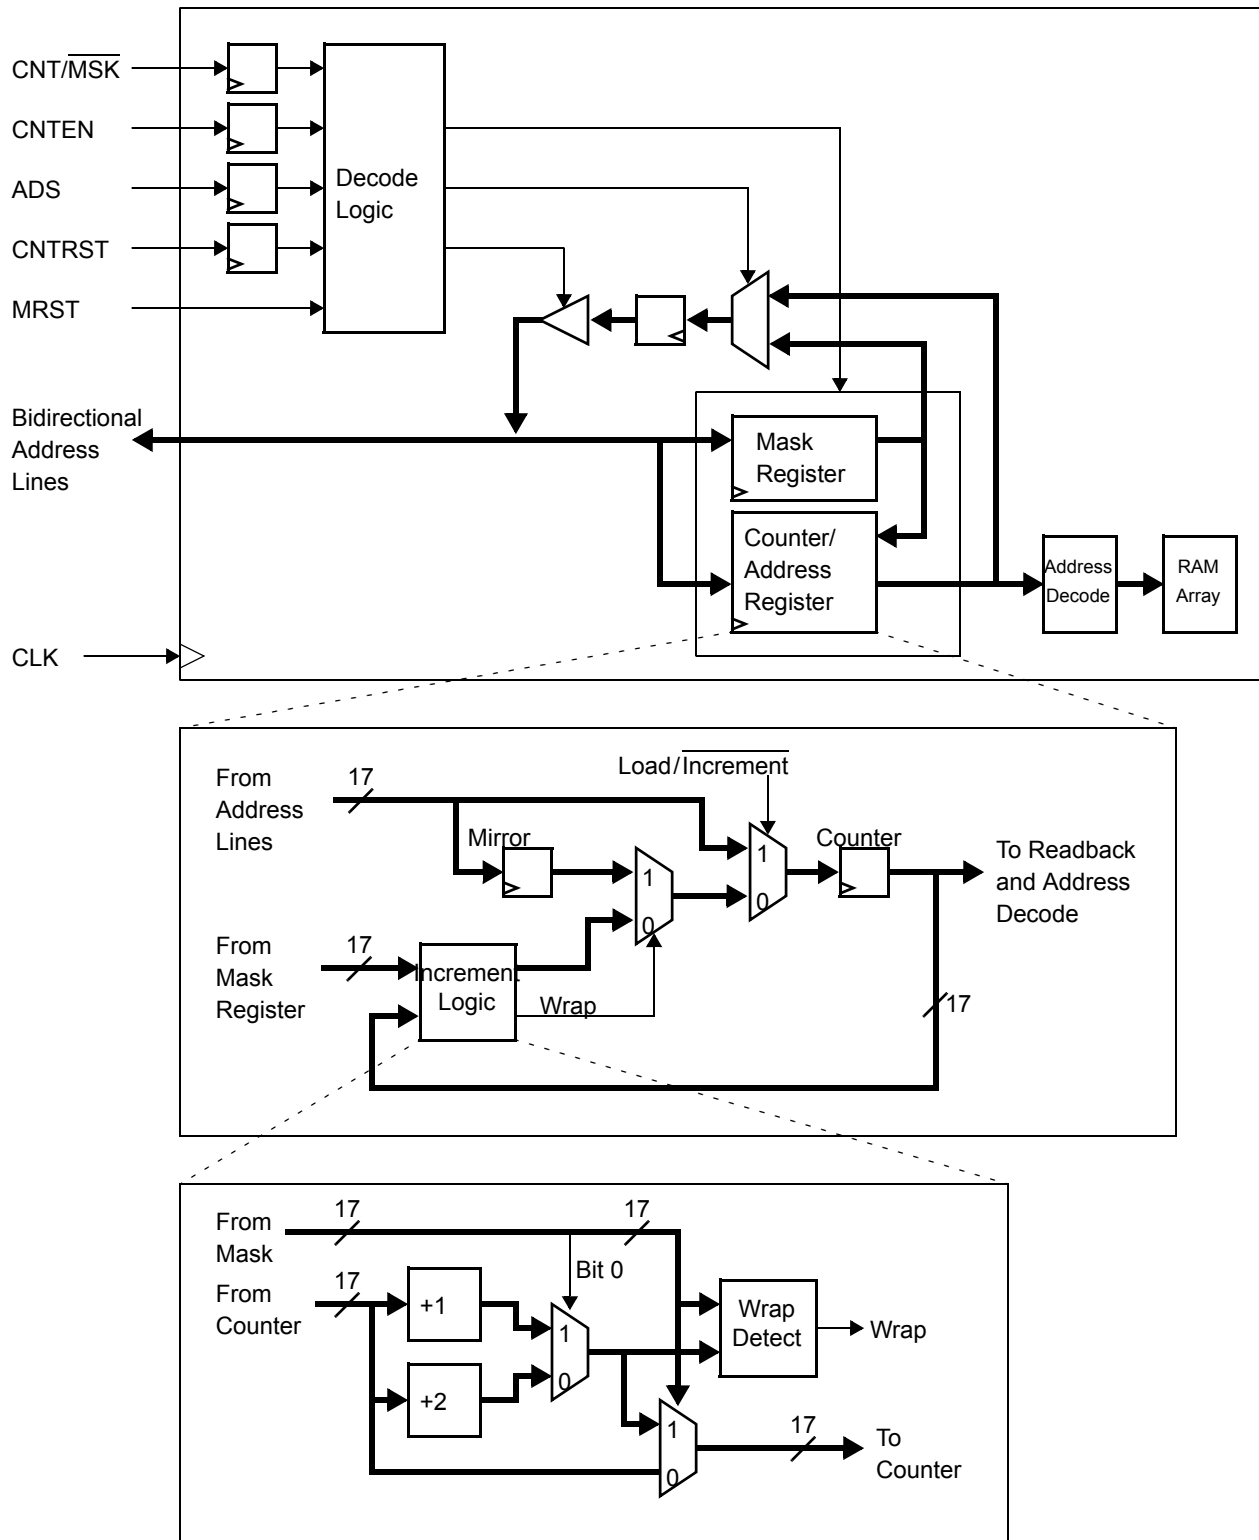 CNT/MSK
CNTEN
ADS
CNTRST
MRST
Decode
Logic
Bidirectional
Address
Lines
Mask
Register
Counter/
Address
Register
Address
Decode
RAM
Array
CLK
From
Address
Lines
17
Load/Increment
Mirror
1
0
1
0
Counter
To Readback
and Address
Decode
From
Mask
Register
17
Increment
Logic
Wrap
17
From
Mask
17
17
Bit 0
From
Counter
17
+1
+2
1
0
Wrap
Detect
Wrap
1
0
17
To
Counter